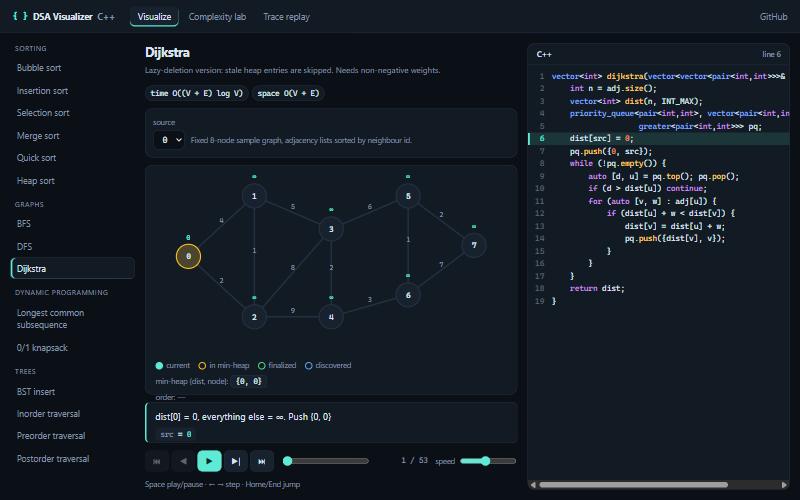 { } DSA Visualizer C++ Visualize Complexity lab Trace replay GitHub
SORTING
Bubble sort
Insertion sort
Selection sort
Merge sort
Quick sort
Heap sort
GRAPHS
BFS
DFS
Dijkstra
DYNAMIC PROGRAMMING
Longest common
subsequence
0/1 knapsack
TREES
BST insert
Inorder traversal
Preorder traversal
Postorder traversal
Dijkstra
Lazy-deletion version: stale heap entries are skipped. Needs non-negative weights.
time O((V + E) log V) space O(V + E)
source
0 Fixed 8-node sample graph, adjacency lists sorted by neighbour id.
∞ ∞
1 5
4 5 ∞ 6 2
0 3 ∞
0 1 1 7
2 8 2 7
∞ ∞ ∞
6
2 9 4 3
current in min-heap finalized discovered
min-heap (dist, node): {0, 0}
order: —
dist[0] = 0, everything else = ∞. Push {0, 0}
src = 0
1 / 53 speed
Space play/pause · ← → step · Home/End jump
C++ line 6
1 vector<int> dijkstra(vector<vector<pair<int,int>>>&
2 int n = adj.size();
3 vector<int> dist(n, INT_MAX);
4 priority_queue<pair<int,int>, vector<pair<int,in
5 greater<pair<int,int>>> pq;
6 dist[src] = 0;
7 pq.push({0, src});
8 while (!pq.empty()) {
9 auto [d, u] = pq.top(); pq.pop();
10 if (d > dist[u]) continue;
11 for (auto [v, w] : adj[u]) {
12 if (dist[u] + w < dist[v]) {
13 dist[v] = dist[u] + w;
14 pq.push({dist[v], v});
15 }
16 }
17 }
18 return dist;
19 }